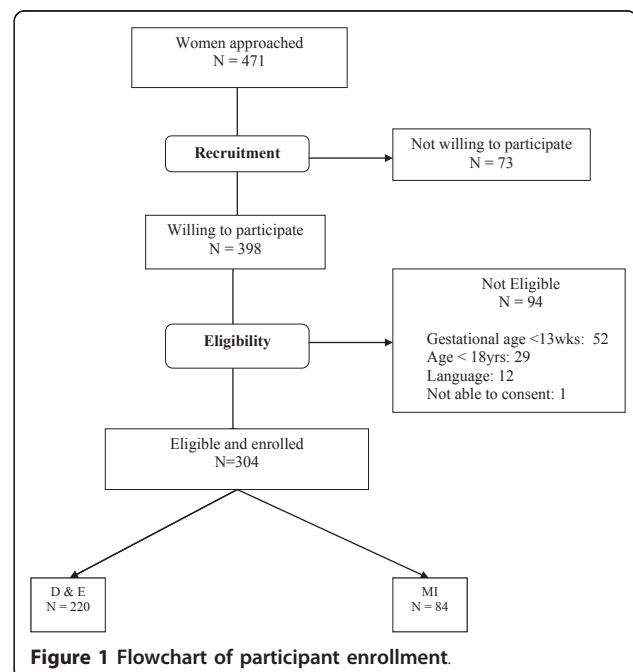 Women approached
N = 471
Recruitment
Not willing to participate
N = 73
Willing to participate
N = 398
Not Eligible
N = 94
Gestational age <13wks: 52
Age < 18yrs: 29
Language: 12
Not able to consent: 1
Eligibility
Eligible and enrolled
N=304
D & E
N = 220
MI
N = 84
Figure 1 Flowchart of participant enrollment.